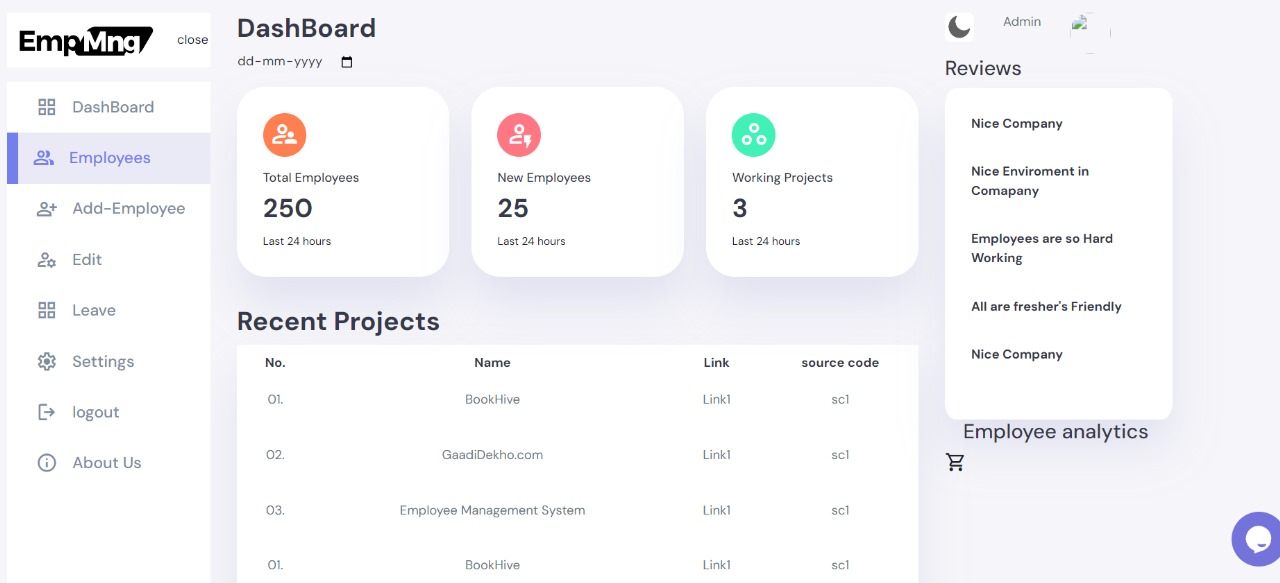 EmpMng
close
DashBoard
Employees
Add-Employee
Edit
Leave
Settings
logout
About Us
DashBoard
dd-mm-yyyy
Total Employees
250
Last 24 hours
New Employees
25
Last 24 hours
Working Projects
3
Last 24 hours
Recent Projects
No. Name Link source code
01. BookHive Link1 sc1
02. GaadiDekho.com Link1 sc1
03. Employee Management System Link1 sc1
01. BookHive Link1 sc1
Admin
Reviews
Nice Company
Nice Enviroment in
Comapany
Employees are so Hard
Working
All are fresher's Friendly
Nice Company
Employee analytics